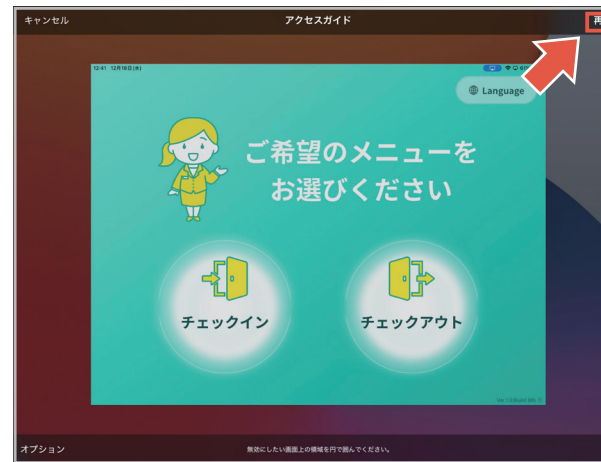 キャンセル
アクセスガイド
再
12:41 12月18日(水)
Language
ご希望のメニューを
お選びください
チェックイン
チェックアウト
オプション
無効にしたい画面上の領域を円で囲んでください。